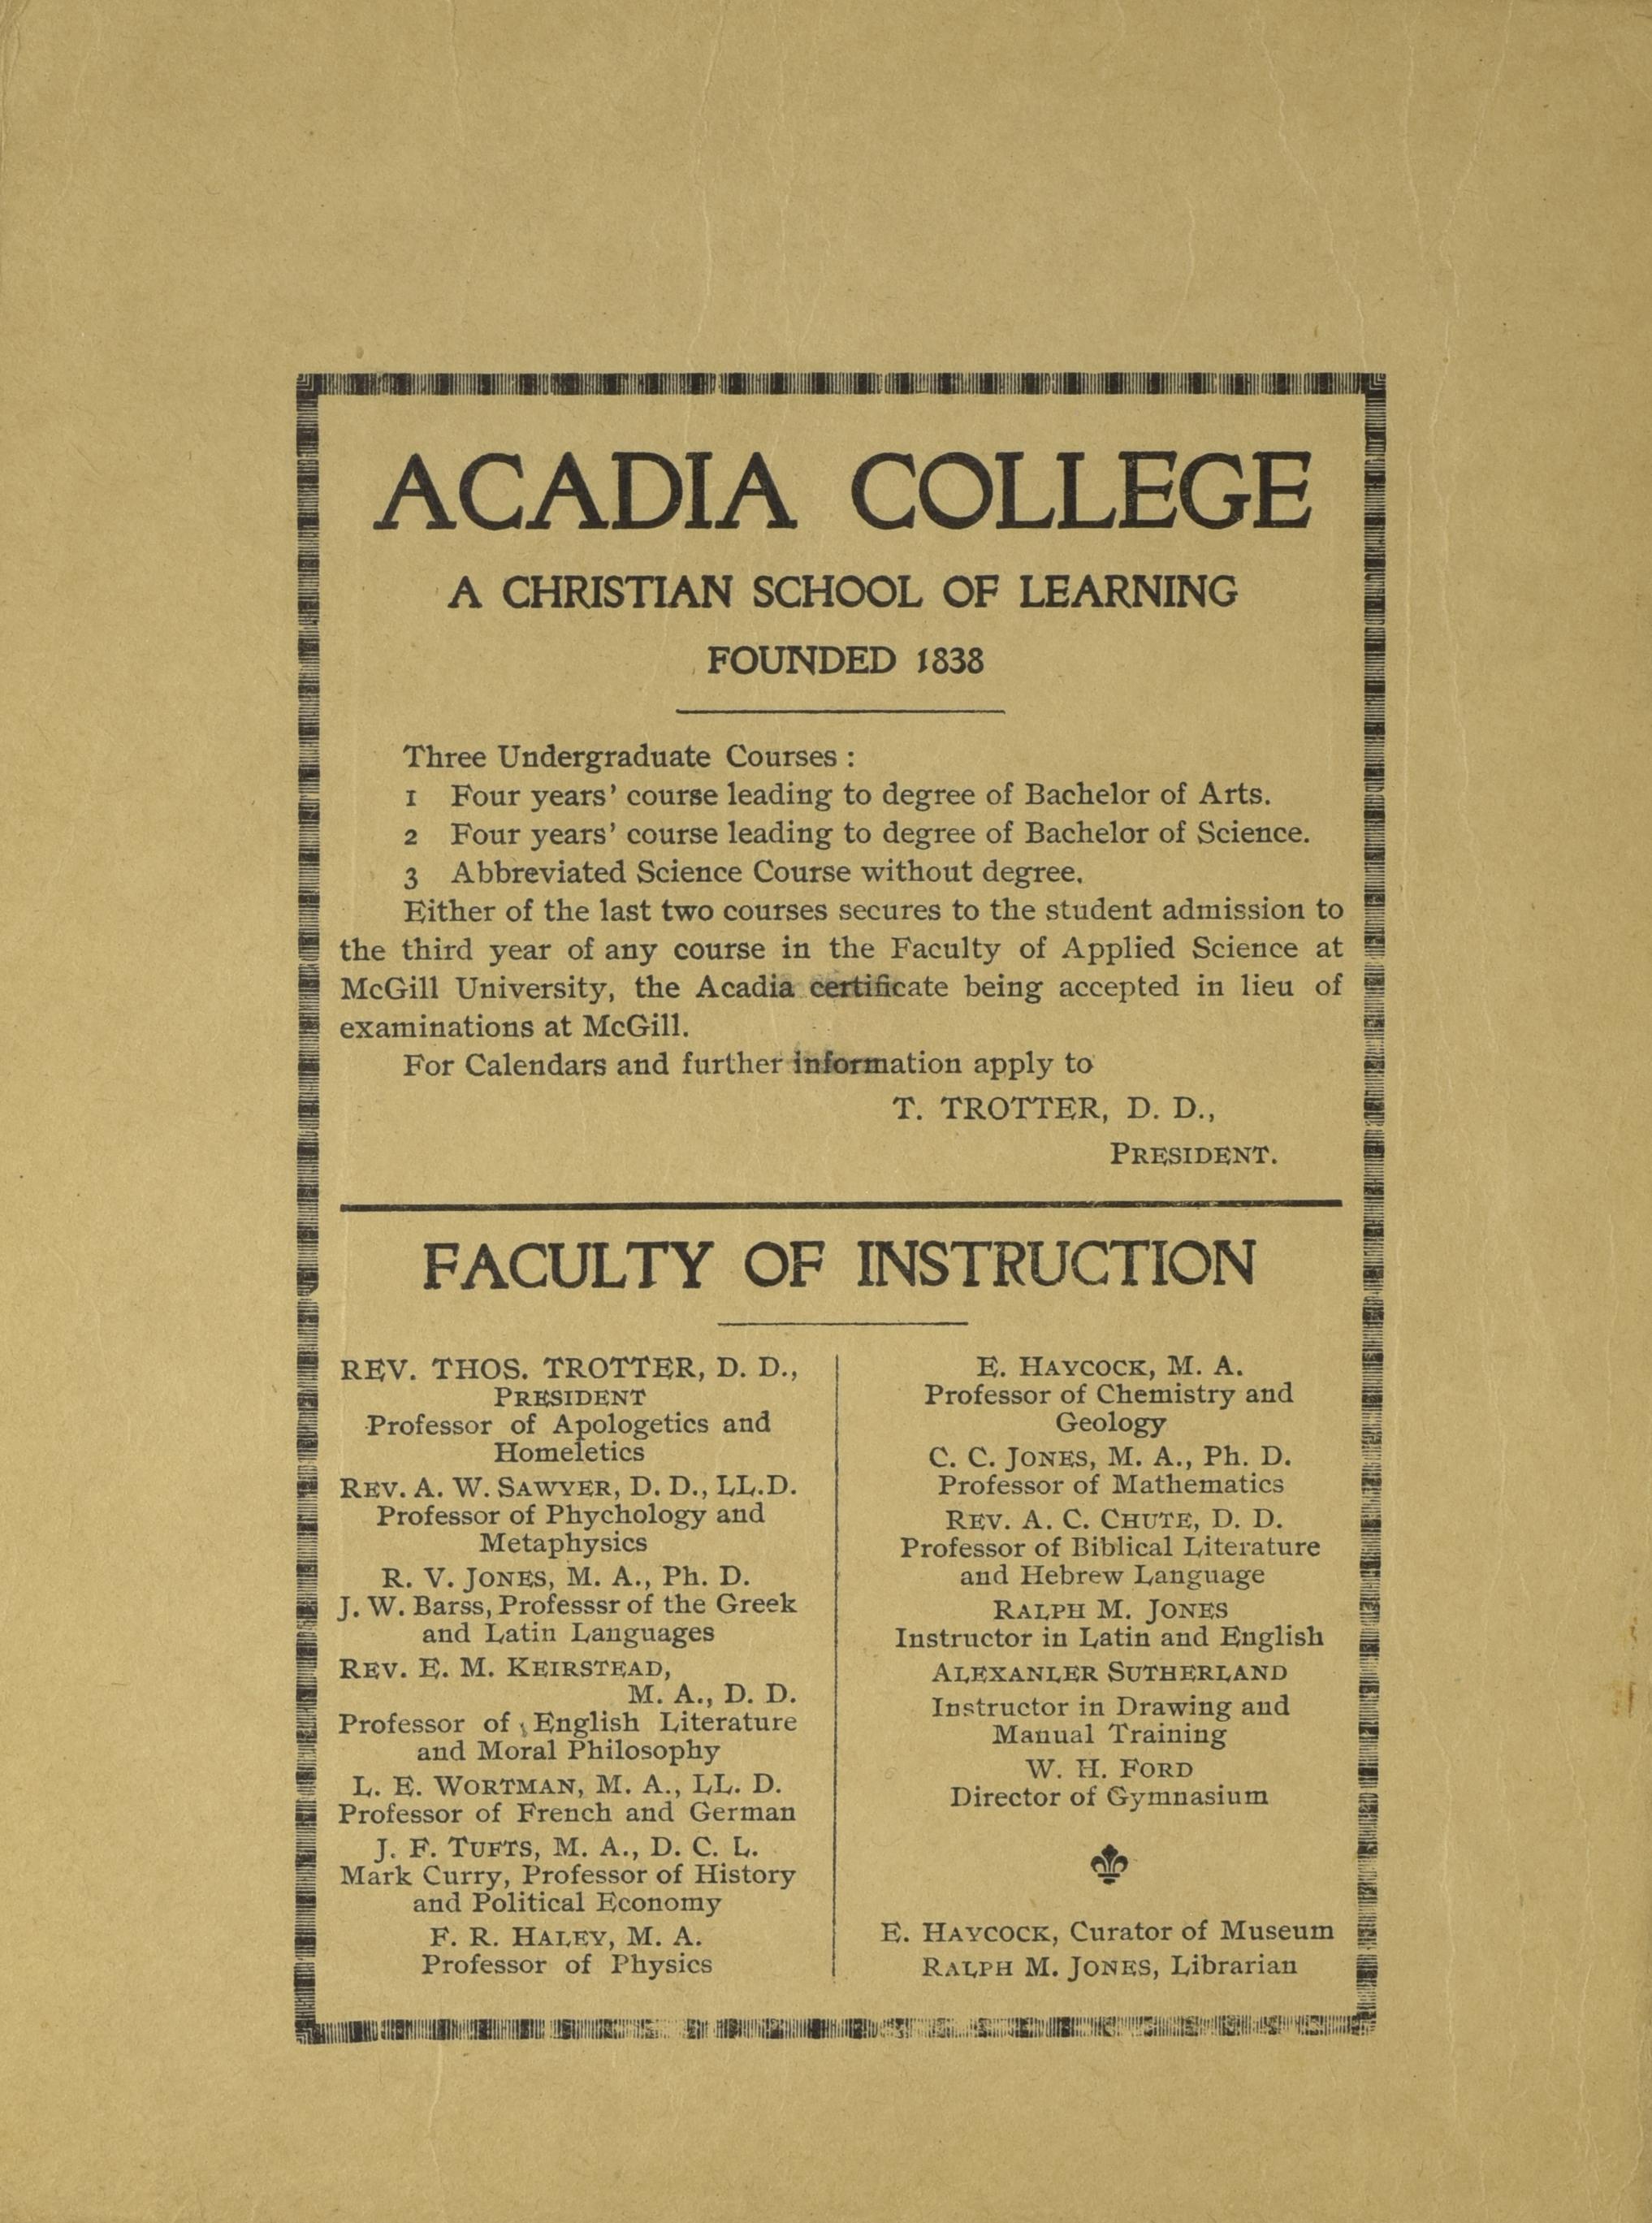 ACADIA COLLEGE
A CHRISTIAN SCHOOL OF LEARNING
FOUNDED 1838
Three Undergraduate Courses :
1 Four years' course leading to degree of Bachelor of Arts.
2 Four years' course leading to degree of Bachelor of Science.
3 Abbreviated Science Course without degree.
Either of the last two courses secures to the student admission to
the third year of any course in the Faculty of Applied Science at
McGill University, the Acadia certificate being accepted in lieu of
examinations at McGill.
For Calendars and further information apply to
T. TROTTER, D. D.,
PRESIDENT.
FACULTY OF INSTRUCTION
REV. THOS. TROTTER, D. D.,
PRESIDENT
Professor of Apologetics and
Homeletics
REV. A. W. SAWYER, D. D., LL.D.
Professor of Phychology and
Metaphysics
R. V. JONES, M. A., Ph. D.
J. W. Barss, Professsr of the Greek
and Latin Languages
REV. E. M. KEIRSTEAD,
M. A., D. D.
Professor of English Literature
and Moral Philosophy
L. E. WORTMAN, M. A., LL. D.
Professor of French and German
J. F. TUFTS, M. A., D. C. L.
Mark Curry, Professor of History
and Political Economy
F. R. HALEY, M. A.
Professor of Physics
E. HAYCOCK, M. A.
Professor of Chemistry and
Geology
C. C. JONES, M. A., Ph. D.
Professor of Mathematics
REV. A. C. CHUTE, D. D.
Professor of Biblical Literature
and Hebrew Language
RALPH M. JONES
Instructor in Latin and English
ALEXANLER SUTHERLAND
Instructor in Drawing and
Manual Training
W. H. FORD
Director of Gymnasium
E. HAYCOCK, Curator of Museum
RALPH M. JONES, Librarian